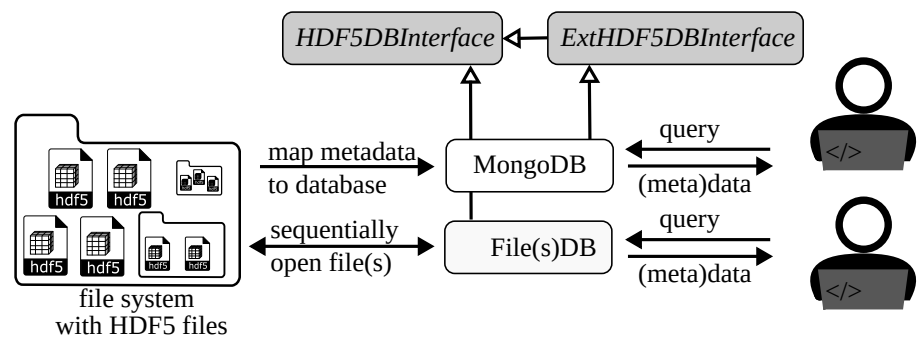 HDF5DBInterface
ExtHDF5DBInterface
map metadata
to database
MongoDB
query
(meta)data
</>
hdf5
hdf5
hdf5
hdf5
hdf5
hdf5
sequentially
open file(s)
File(s)DB
query
(meta)data
</>
file system
with HDF5 files